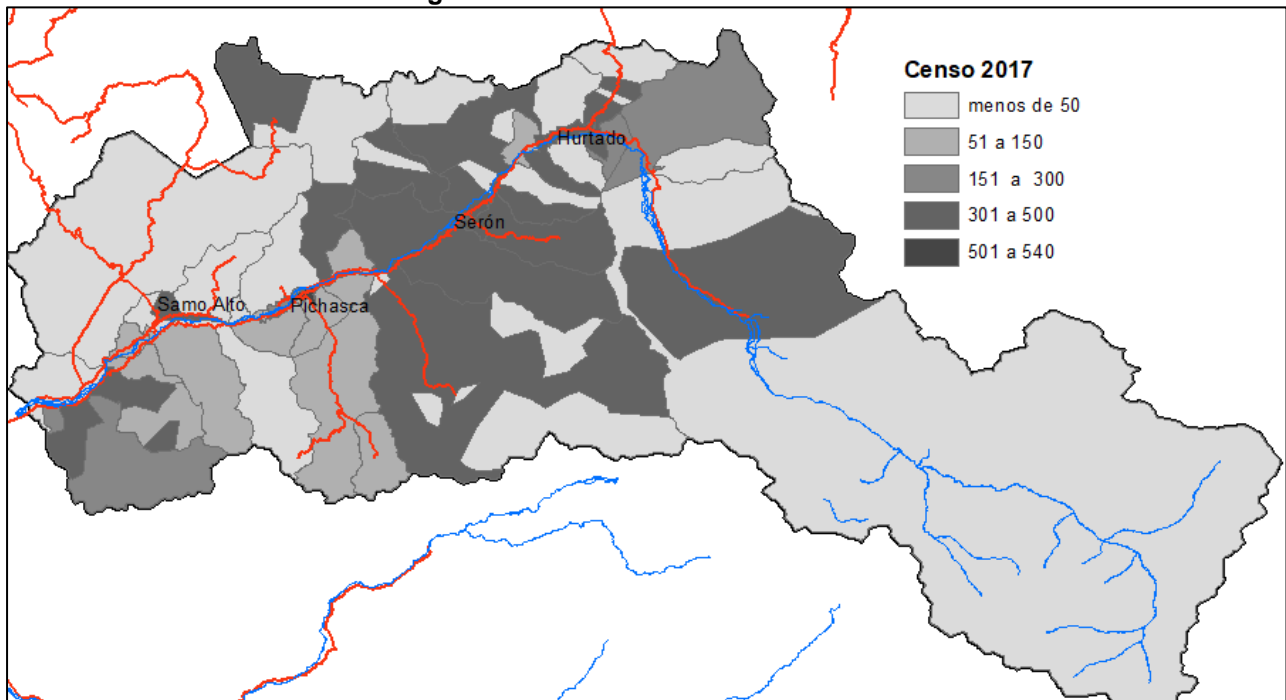 Censo 2017
menos de 50
51 a 150
151 a 300
301 a 500
501 a 540
Hurtado
Serón
Samo Alto
Pichasca